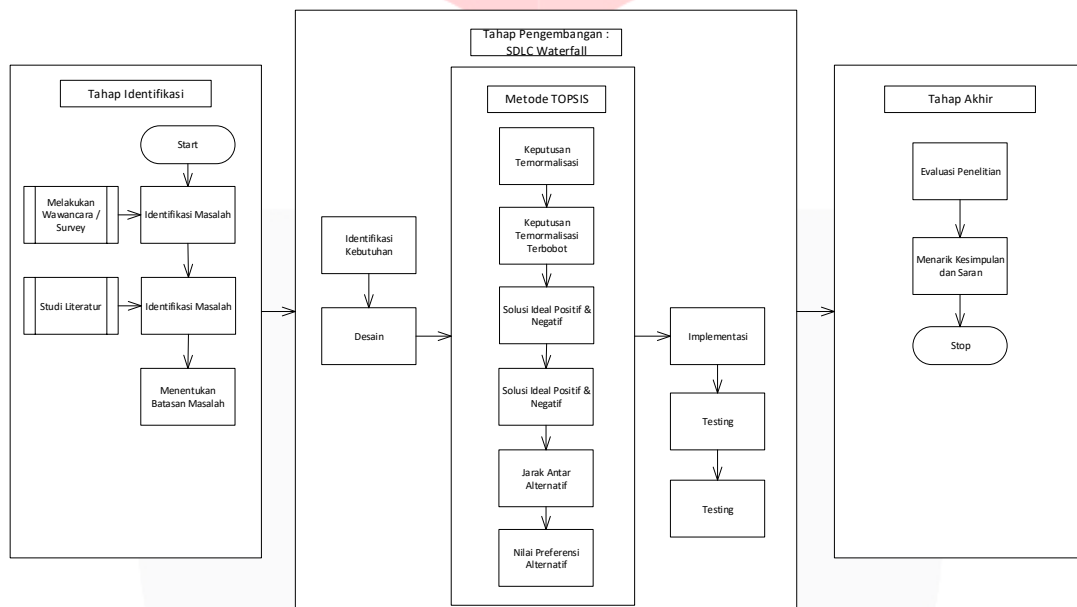 Tahap Identifikasi
Start
Melakukan
Wawancara /
Survey
Identifikasi Masalah
Studi Literatur
Identifikasi Masalah
Menentukan
Batasan Masalah
Tahap Pengembangan :
SDLC Waterfall
Identifikasi
Kebutuhan
Desain
Metode TOPSIS
Keputusan
Ternormalisasi
Keputusan
Ternormalisasi
Terbobot
Solusi Ideal Positif &
Negatif
Solusi Ideal Positif &
Negatif
Jarak Antar
Alternatif
Nilai Preferensi
Alternatif
Implementasi
Testing
Testing
Tahap Akhir
Evaluasi Penelitian
Menarik Kesimpulan
dan Saran
Stop